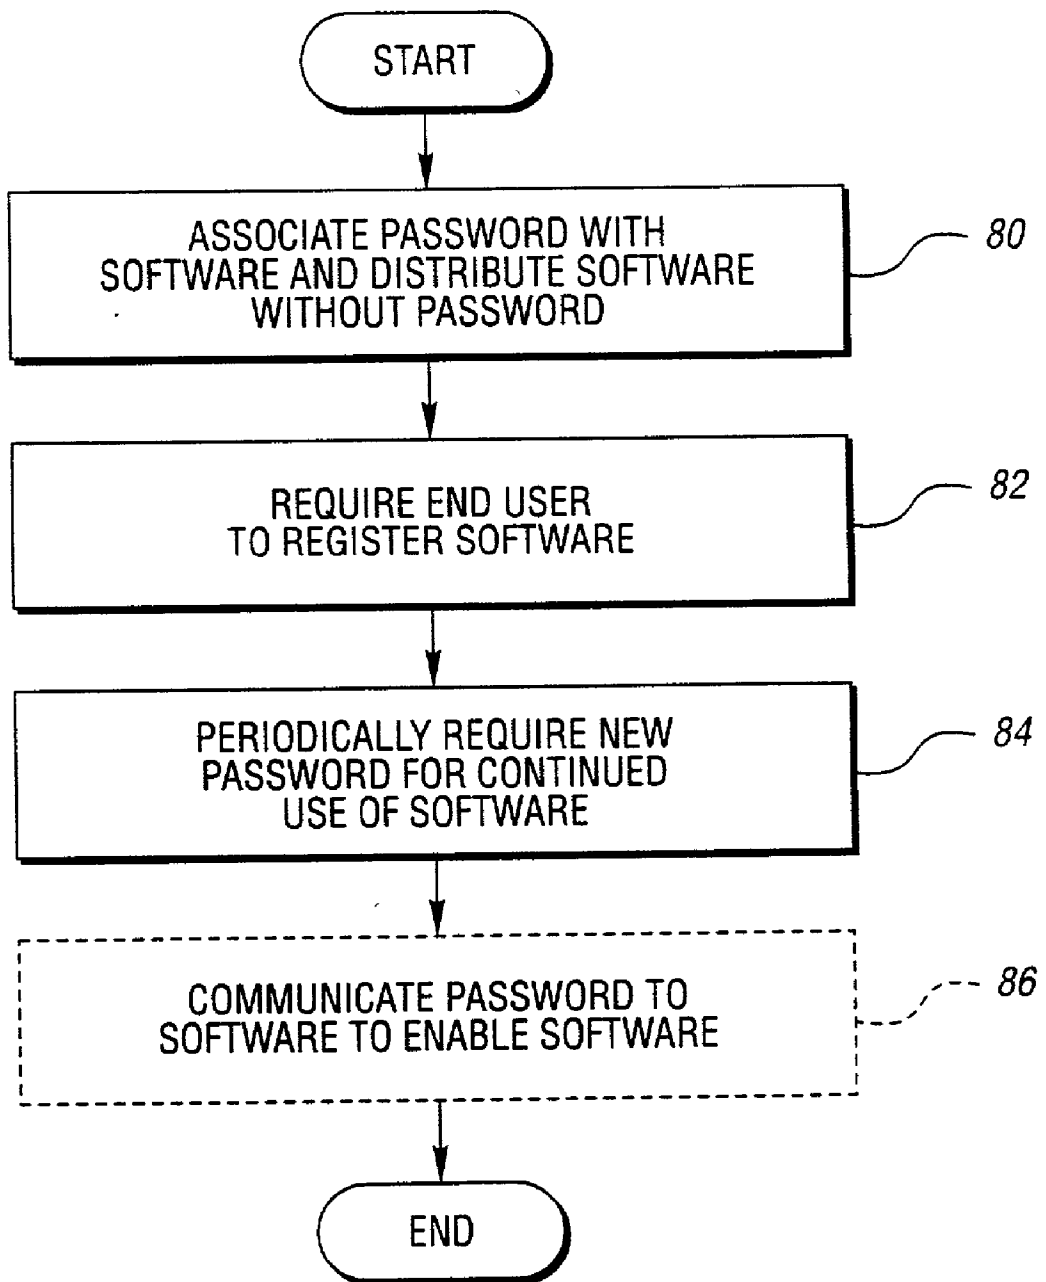 START
ASSOCIATE PASSWORD WITH
SOFTWARE AND DISTRIBUTE SOFTWARE
WITHOUT PASSWORD
80
REQUIRE END USER
TO REGISTER SOFTWARE
82
PERIODICALLY REQUIRE NEW
PASSWORD FOR CONTINUED
USE OF SOFTWARE
84
COMMUNICATE PASSWORD TO
SOFTWARE TO ENABLE SOFTWARE
86
END